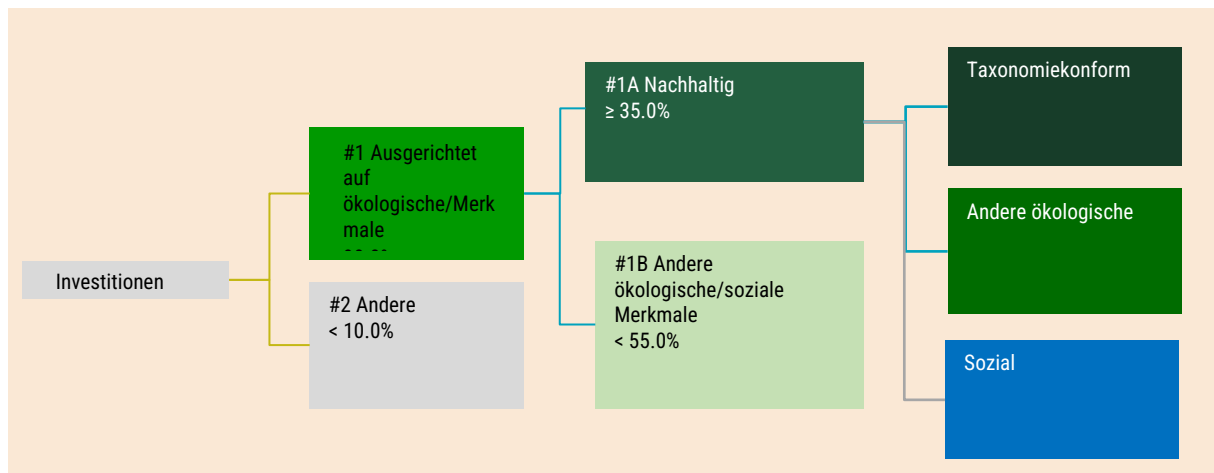 Investitionen
#1 Ausgerichtet
auf
ökologische/Merk
male
#2 Andere
< 10.0%
#1A Nachhaltig
≥ 35.0%
#1B Andere
ökologische/soziale
Merkmale
< 55.0%
Taxonomiekonform
Andere ökologische
Sozial